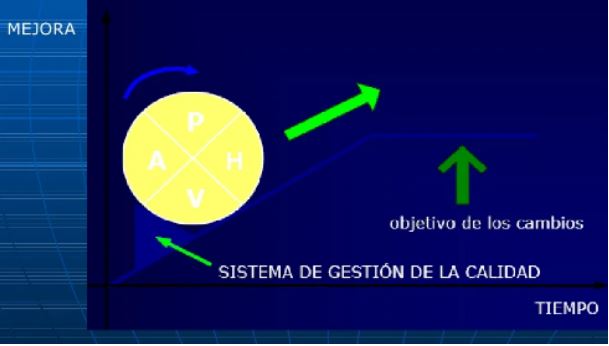 MEJORA
P
A H
V
objetivo de los cambios
SISTEMA DE GESTIÓN DE LA CALIDAD
TIEMPO